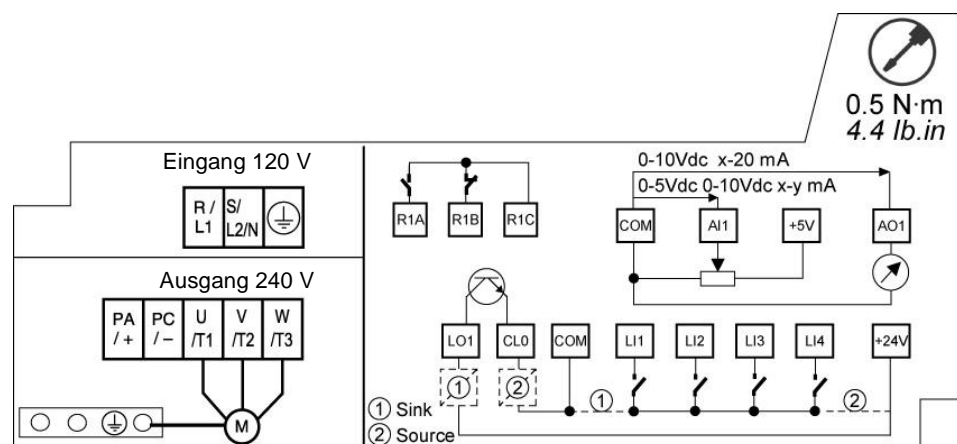 0.5 N·m
4.4 lb.in
Eingang 120 V
R / L1
S/ L2/N
Ausgang 240 V
PA / +
PC / −
U /T1
V /T2
W /T3
M
R1A
R1B
R1C
0-10Vdc x-20 mA
0-5Vdc 0-10Vdc x-y mA
COM
AI1
+5V
AO1
LO1
CL0
COM
LI1
LI2
LI3
LI4
+24V
1
2
1
2
1 Sink
2 Source